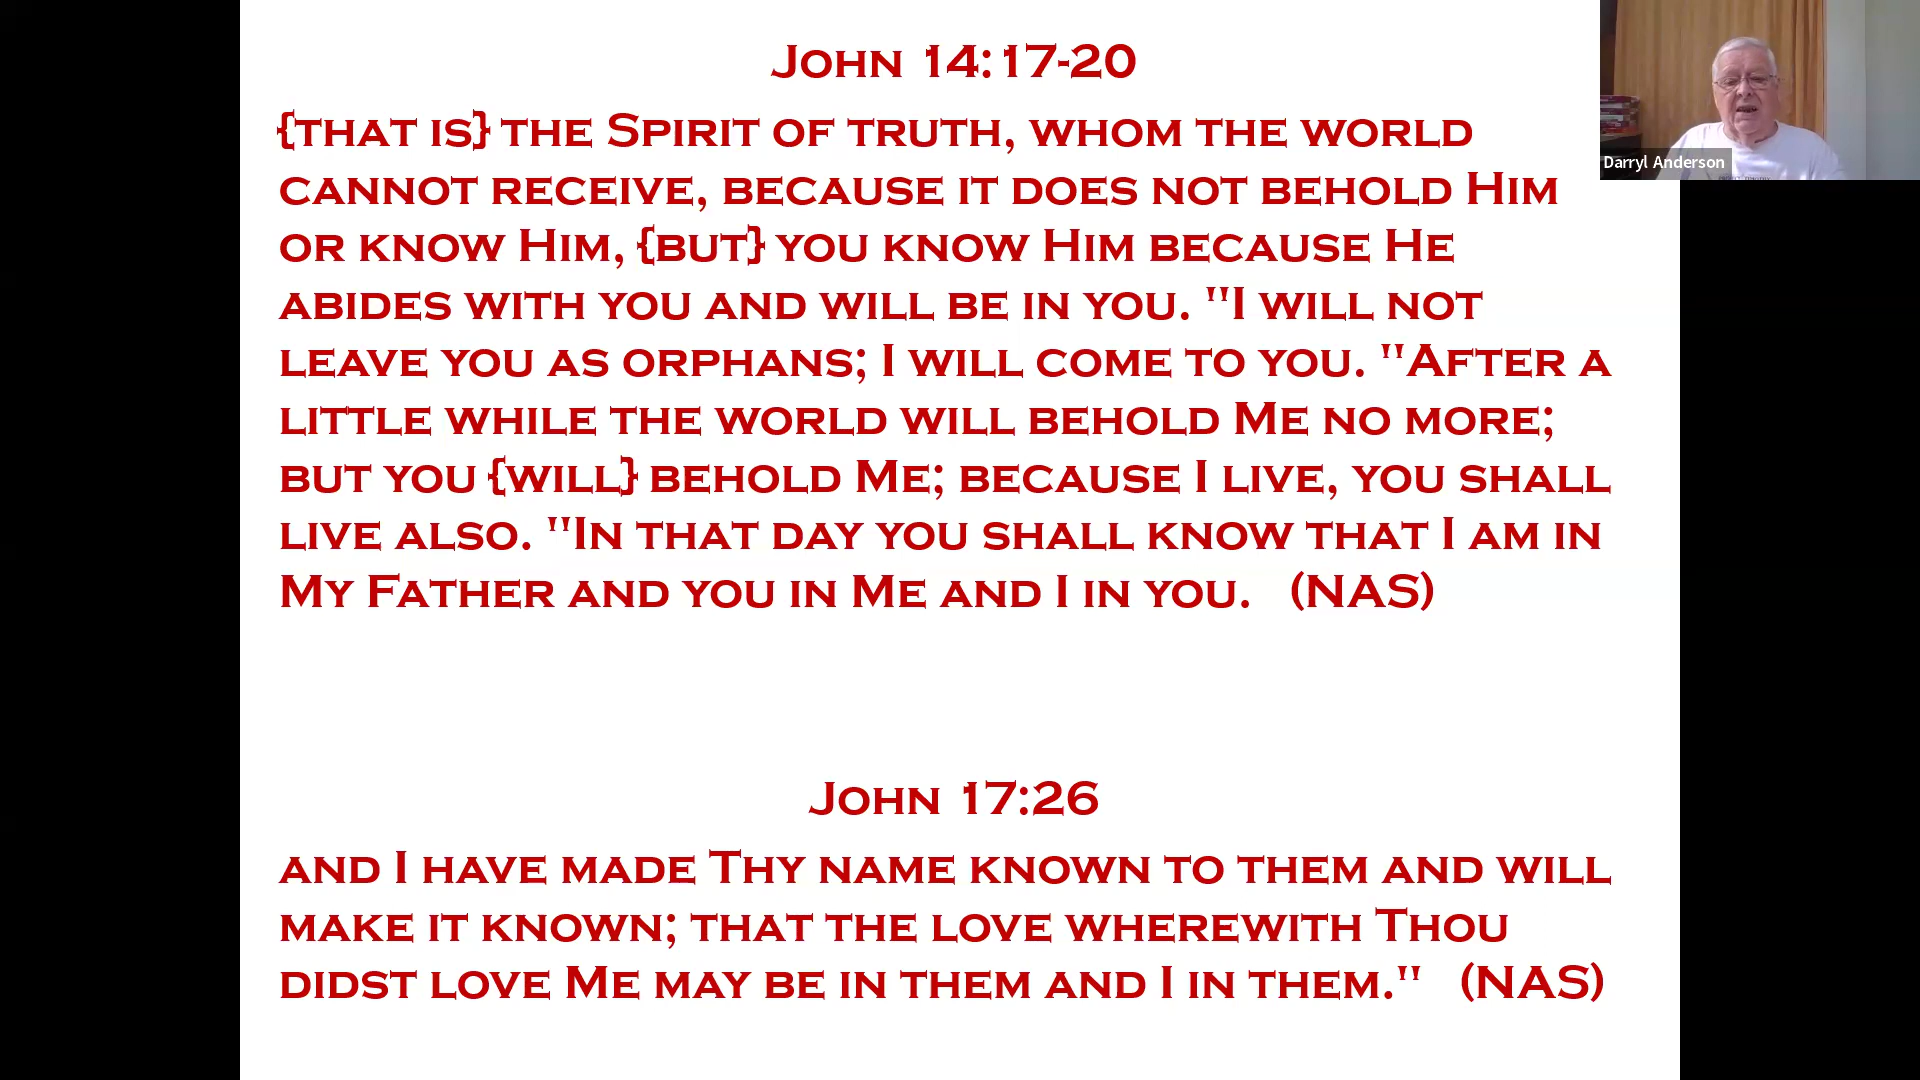 John 14:17-20
{that is} the Spirit of truth, whom the world
cannot receive, because it does not behold Him
or know Him, {but} you know Him because He
abides with you and will be in you. "I will not
leave you as orphans; I will come to you. "After a
little while the world will behold Me no more;
but you {will} behold Me; because I live, you shall
live also. "In that day you shall know that I am in
My Father and you in Me and I in you. (NAS)
John 17:26
and I have made Thy name known to them and will
make it known; that the love wherewith Thou
didst love Me may be in them and I in them." (NAS)
Darryl Anderson